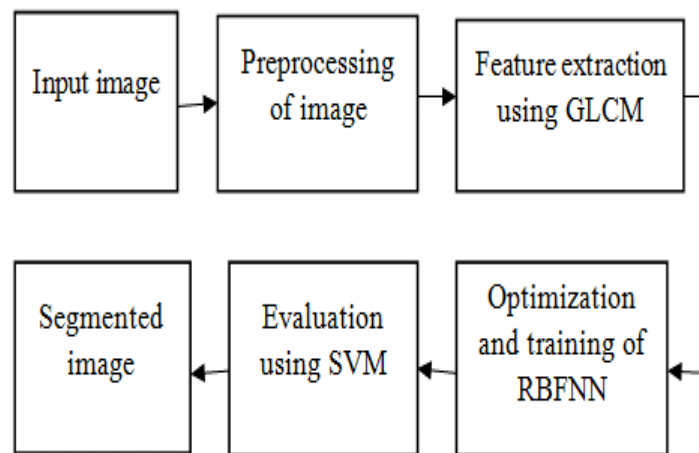 Input image
Preprocessing
of image
Feature extraction
using GLCM
Optimization
and training of
RBFNN
Evaluation
using SVM
Segmented
image